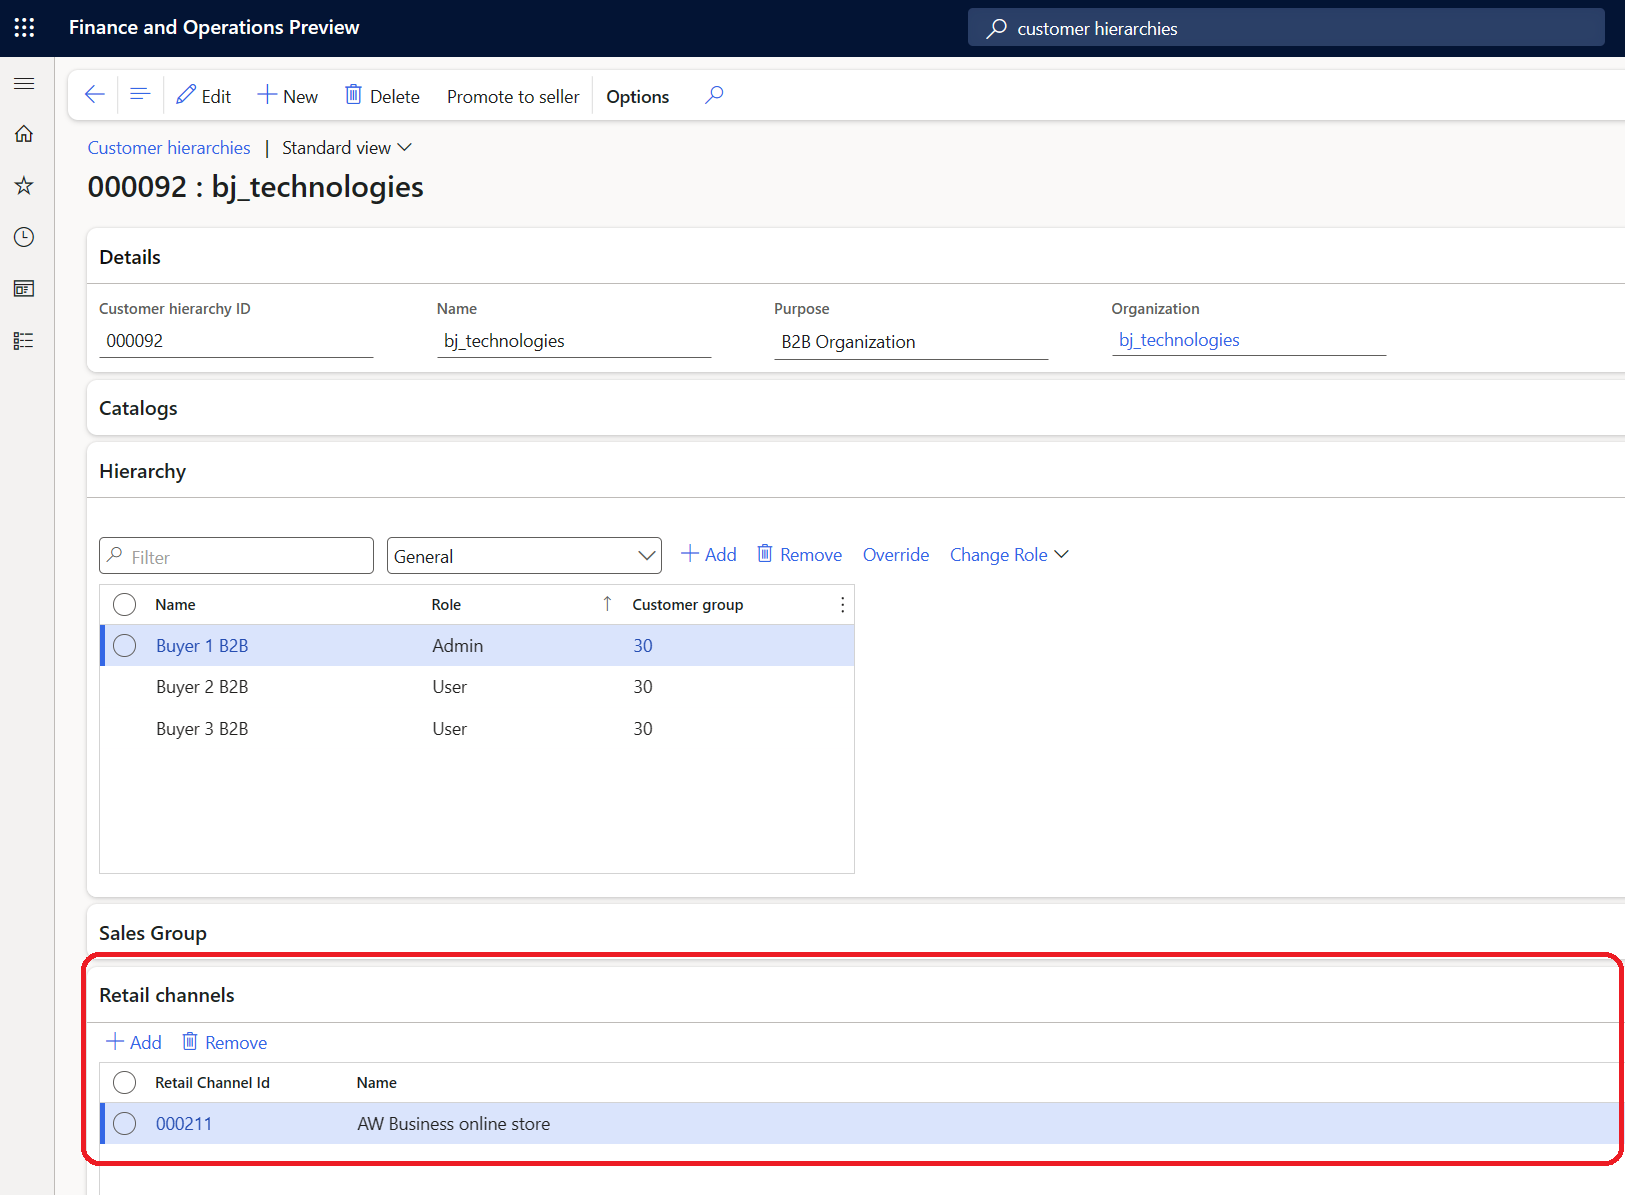 Finance and Operations Preview
customer hierarchies
Edit New Delete Promote to seller Options
Customer hierarchies | Standard view
000092 : bj_technologies
Details
Customer hierarchy ID Name Purpose Organization
000092 bj_technologies B2B Organization bj_technologies
Catalogs
Hierarchy
Filter General Add Remove Override Change Role
Name Role Customer group
Buyer 1 B2B Admin 30
Buyer 2 B2B User 30
Buyer 3 B2B User 30
Sales Group
Retail channels
Add Remove
Retail Channel Id Name
000211 AW Business online store